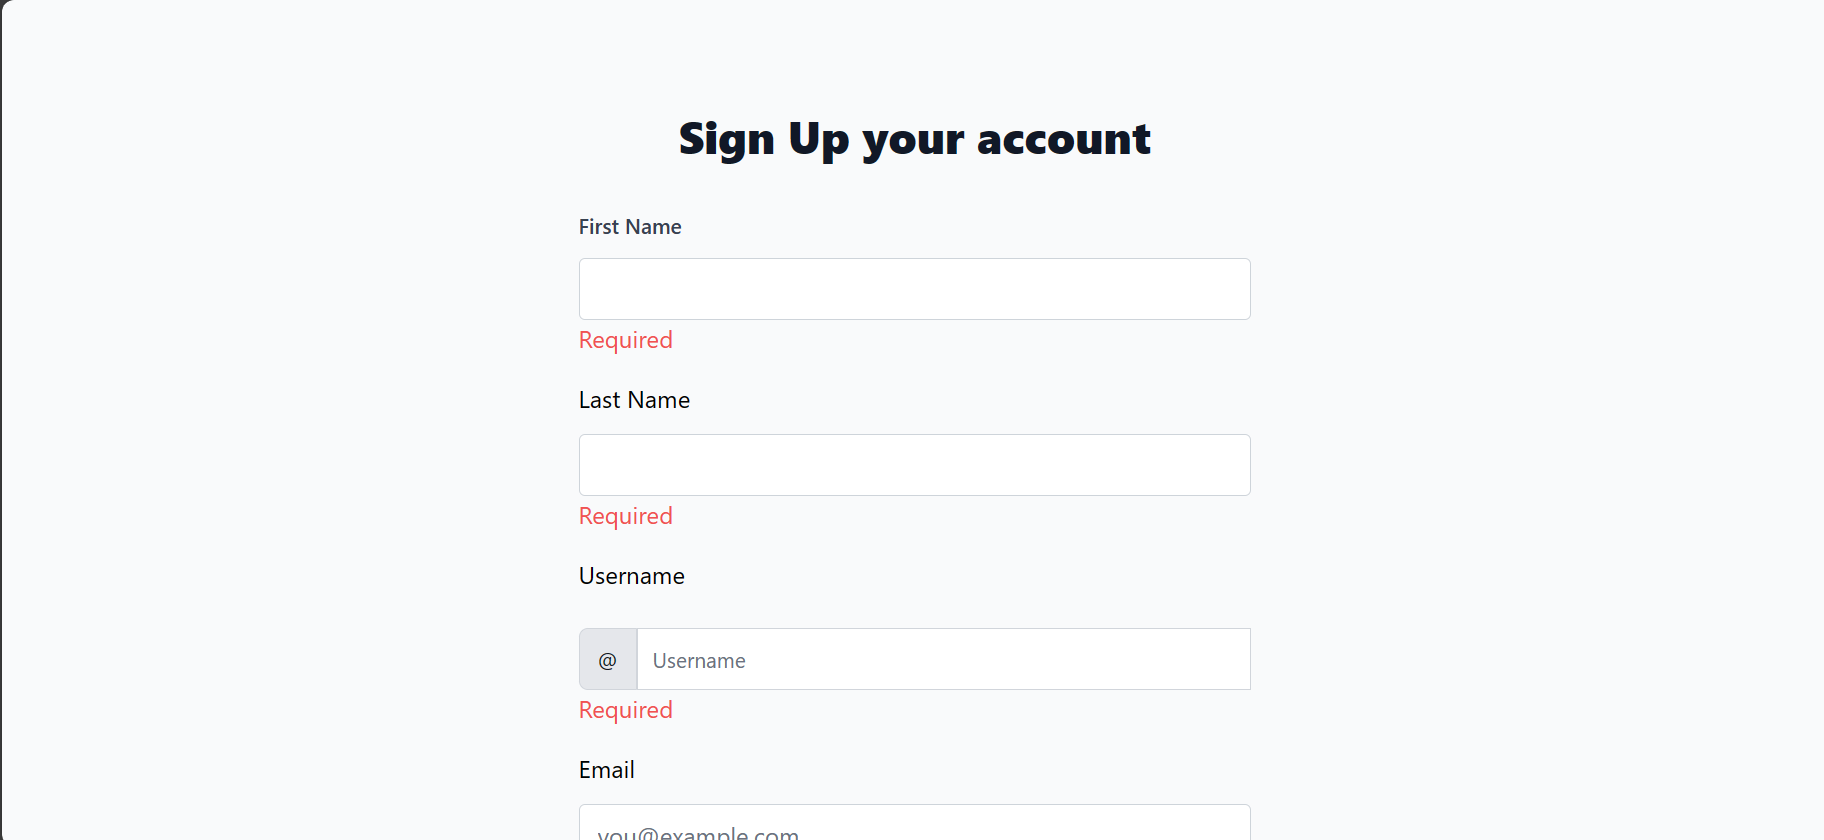 Sign Up your account
First Name
Required
Last Name
Required
Username
@ Username
Required
Email
you@example.com